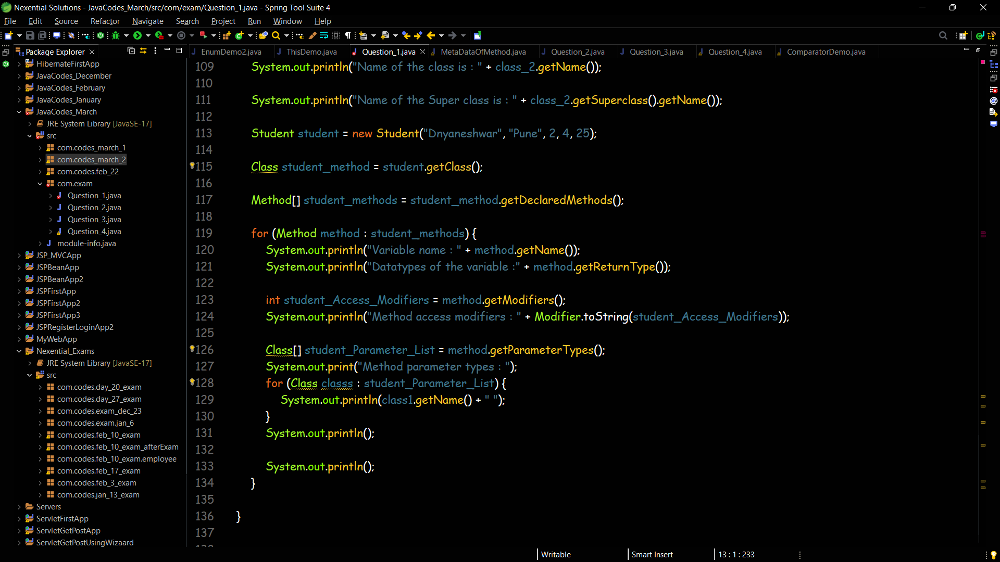 Nexential Solutions - JavaCodes_March/src/com/exam/Question_1.java - Spring Tool Suite 4
File Edit Source Refactor Navigate Search Project Run Window Help
Package Explorer
HibernateFirstApp
JavaCodes_December
JavaCodes_February
JavaCodes_January
JavaCodes_March
JRE System Library [JavaSE-17]
src
com.codes_march_1
com.codes_march_2
com.codes.feb_22
com.exam
Question_1.java
Question_2.java
Question_3.java
Question_4.java
module-info.java
JSP_MVCApp
JSPBeanApp
JSPBeanApp2
JSPFirstApp
JSPFirstApp2
JSPFirstApp3
JSPRegisterLoginApp2
MyWebApp
Nexential_Exams
JRE System Library [JavaSE-17]
src
com.codes.day_20_exam
com.codes.day_27_exam
com.codes.exam_dec_23
com.codes.exam.jan_6
com.codes.feb_10_exam
com.codes.feb_10_exam_afterExam
com.codes.feb_10_exam.employee
com.codes.feb_17_exam
com.codes.feb_3_exam
com.codes.jan_13_exam
Servers
ServletFirstApp
ServletGetPostApp
ServletGetPostUsingWizaard
EnumDemo2.java ThisDemo.java Question_1.java MetaDataOfMethod.java Question_2.java Question_3.java Question_4.java ComparatorDemo.java
109 System.out.println("Name of the class is : " + class_2.getName());
110
111 System.out.println("Name of the Super class is : " + class_2.getSuperclass().getName());
112
113 Student student = new Student("Dnyaneshwar", "Pune", 2, 4, 25);
114
115 Class student_method = student.getClass();
116
117 Method[] student_methods = student_method.getDeclaredMethods();
118
119 for (Method method : student_methods) {
120 System.out.println("Variable name : " + method.getName());
121 System.out.println("Datatypes of the variable :" + method.getReturnType());
122
123 int student_Access_Modifiers = method.getModifiers();
124 System.out.println("Method access modifiers : " + Modifier.toString(student_Access_Modifiers));
125
126 Class[] student_Parameter_List = method.getParameterTypes();
127 System.out.print("Method parameter types : ");
128 for (Class classs : student_Parameter_List) {
129 System.out.println(class1.getName() + " ");
130 }
131 System.out.println();
132
133 System.out.println();
134 }
135
136 }
137
Writable Smart Insert 13 : 1 : 233